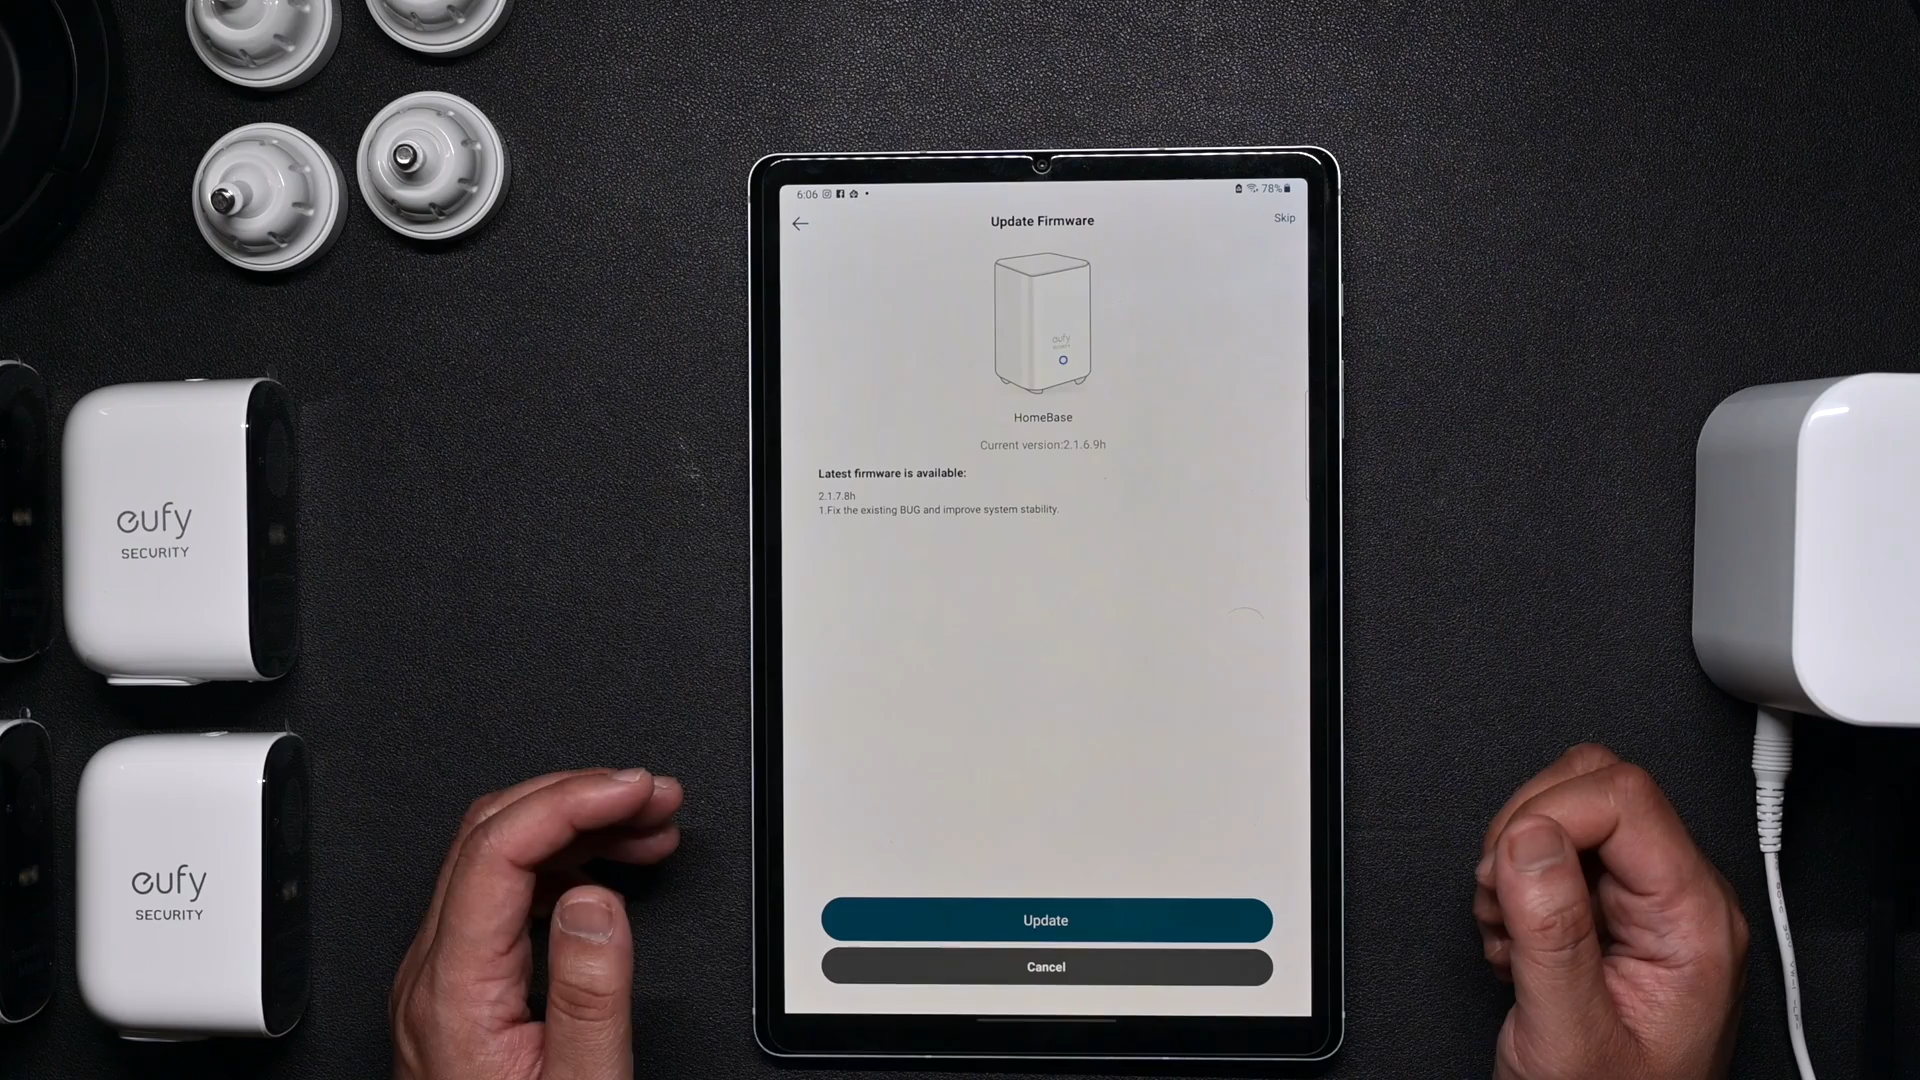 6:06
78%
Update Firmware
Skip
eufy
HomeBase
Current version:2.1.6.9h
Latest firmware is available:
2.1.7.8h
1.Fix the existing BUG and improve system stability.
Update
Cancel
eufy
SECURITY
eufy
SECURITY